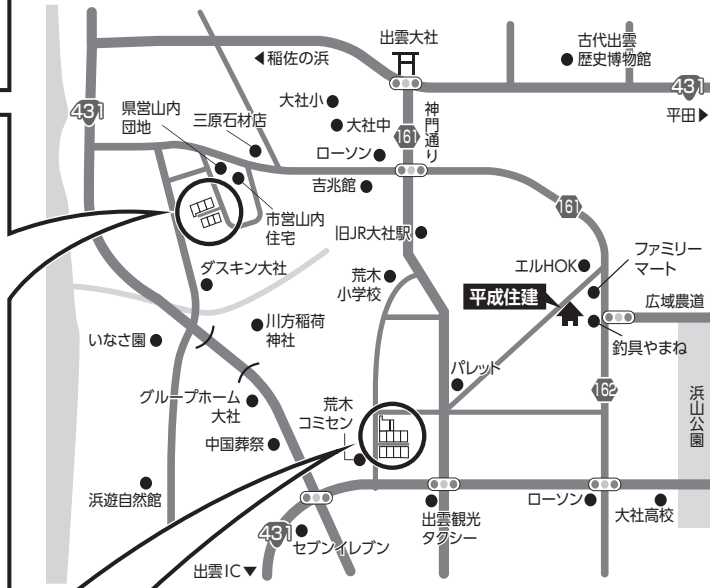 出雲大社
古代出雲
歴史博物館
◀稲佐の浜
431
431
平田▶
県営山内
団地
三原石材店
大社小
大社中
161
神門通り
ローソン
吉兆館
市営山内
住宅
旧JR大社駅
161
エルHOK
ファミリー
マート
ダスキン大社
荒木
小学校
平成住建
広域農道
いなさ園
川方稲荷
神社
釣具やまね
パレット
162
浜山公園
グループホーム
大社
荒木
コミセン
中国葬祭
浜遊自然館
出雲観光
タクシー
ローソン
大社高校
431
セブンイレブン
出雲IC▼